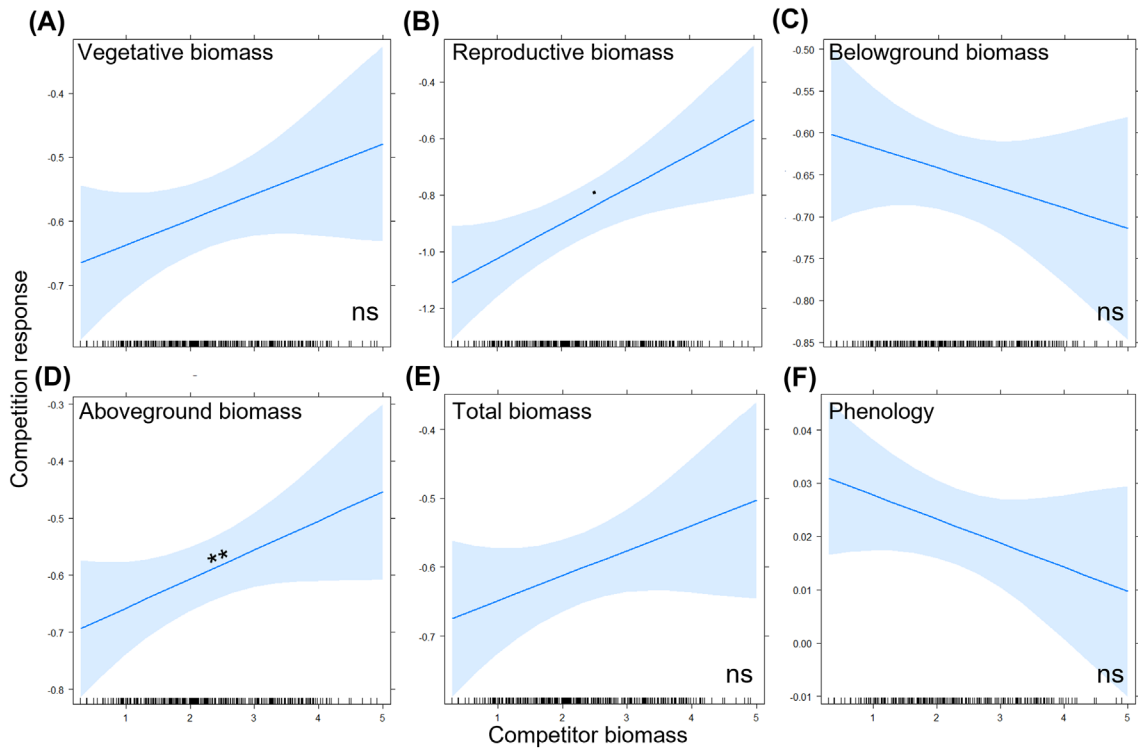 (A)
Vegetative biomass
-0.4
-0.5
-0.6
-0.7
ns
(B)
Reproductive biomass
-0.4
-0.6
-0.8
-1.0
-1.2
(C)
Belowground biomass
-0.50
-0.55
-0.60
-0.65
-0.70
-0.75
-0.80
-0.85
ns
Competition response
(D)
Aboveground biomass
-0.3
-0.5
-0.6
-0.7
-0.8
**
1 2 3 4 5
(E)
Total biomass
-0.4
-0.5
-0.6
-0.7
ns
1 2 3 4 5
(F)
Phenology
0.04
0.03
0.02
0.01
0.00
-0.01
ns
1 2 3 4 5
Competitor biomass